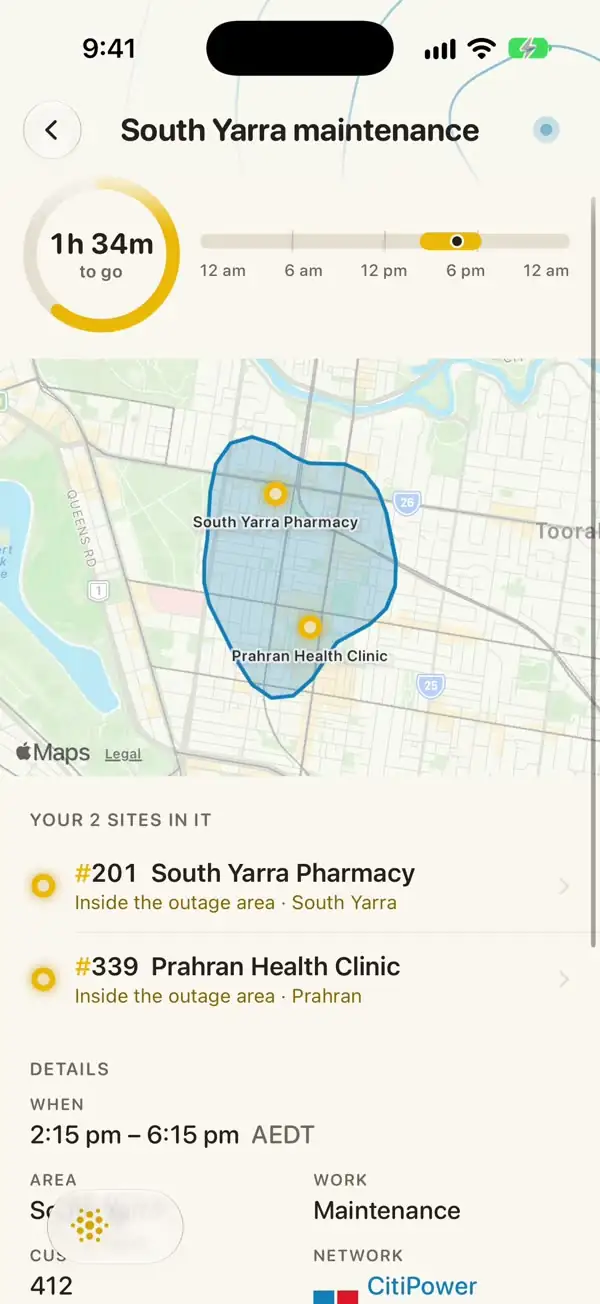 9:41
South Yarra maintenance
1h 34m
to go
12 am 6 am 12 pm 6 pm 12 am
26
South Yarra Pharmacy
QUEENS RD
1
Prahran Health Clinic
25
Maps Legal
YOUR 2 SITES IN IT
#201 South Yarra Pharmacy
Inside the outage area · South Yarra
#339 Prahran Health Clinic
Inside the outage area · Prahran
DETAILS
WHEN
2:15 pm – 6:15 pm AEDT
AREA
WORK
Maintenance
NETWORK
412
CitiPower